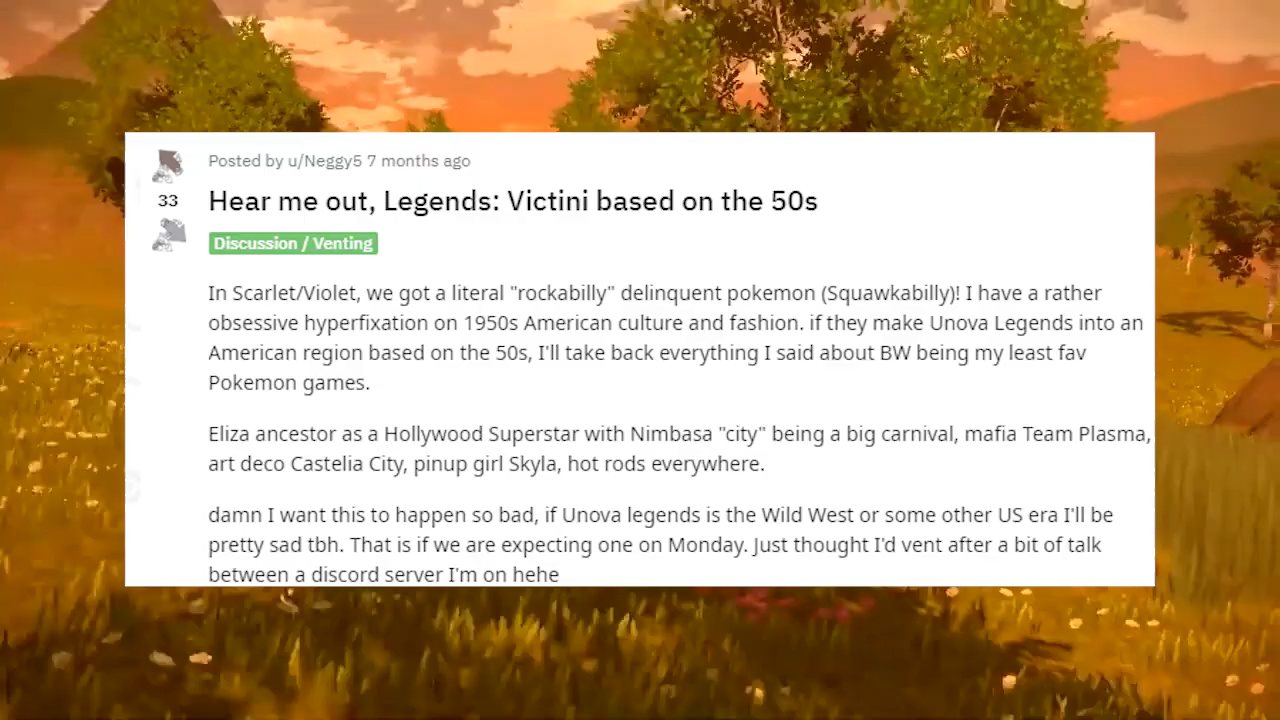 Posted by u/Neggy5 7 months ago
33
Hear me out, Legends: Victini based on the 50s
Discussion / Venting
In Scarlet/Violet, we got a literal "rockabilly" delinquent pokemon (Squawkabilly)! I have a rather
obsessive hyperfixation on 1950s American culture and fashion. if they make Unova Legends into an
American region based on the 50s, I'll take back everything I said about BW being my least fav
Pokemon games.
Eliza ancestor as a Hollywood Superstar with Nimbasa "city" being a big carnival, mafia Team Plasma,
art deco Castelia City, pinup girl Skyla, hot rods everywhere.
damn I want this to happen so bad, if Unova legends is the Wild West or some other US era I'll be
pretty sad tbh. That is if we are expecting one on Monday. Just thought I'd vent after a bit of talk
between a discord server I'm on hehe